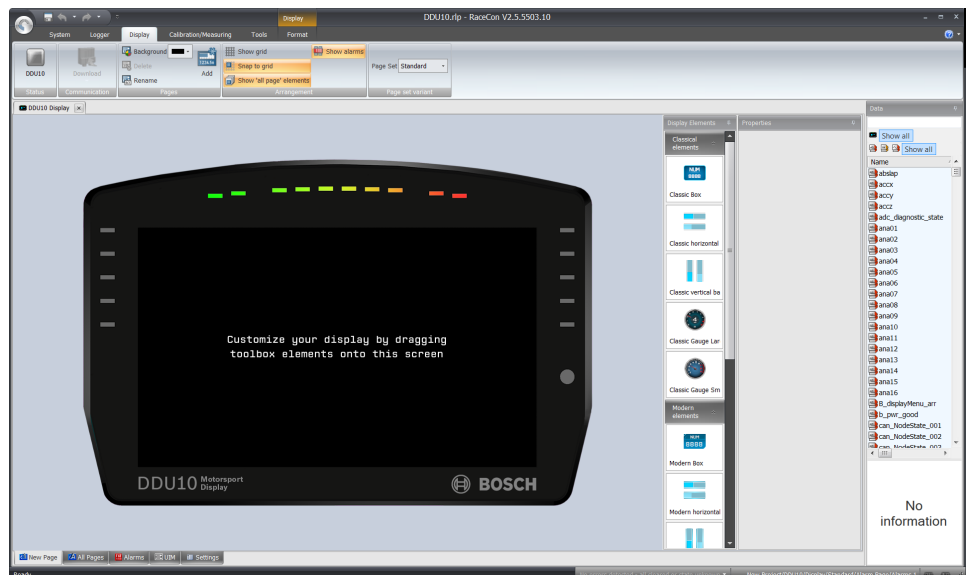 Display
DDU10.rlp - RaceCon V2.5.5503.10
System Logger Display Calibration/Measuring Tools Format
DDU10
Download
Background
Delete
Rename
Add
Show grid
Snap to grid
Show 'all page' elements
Show alarms
Page Set Standard
Status Communication Pages Arrangement Page set variant
DDU10 Display
Customize your display by dragging
toolbox elements onto this screen
DDU10 Motorsport
Display
BOSCH
Display Elements
Classical
elements
NUM
8888
Classic Box
Classic horizontal
Classic vertical ba
Classic Gauge Lar
Classic Gauge Sm
Modern
elements
NUM
8888
Modern Box
Modern horizontal
Properties
Data
Show all
Show all
Name
abslap
accx
accy
accz
adc_diagnostic_state
ana01
ana02
ana03
ana04
ana05
ana06
ana07
ana08
ana09
ana10
ana11
ana12
ana13
ana14
ana15
ana16
B_displayMenu_arr
b_pwr_good
can_NodeState_001
can_NodeState_002
can_NodeState_003
No
information
New Page All Pages Alarms UIM Settings
Ready